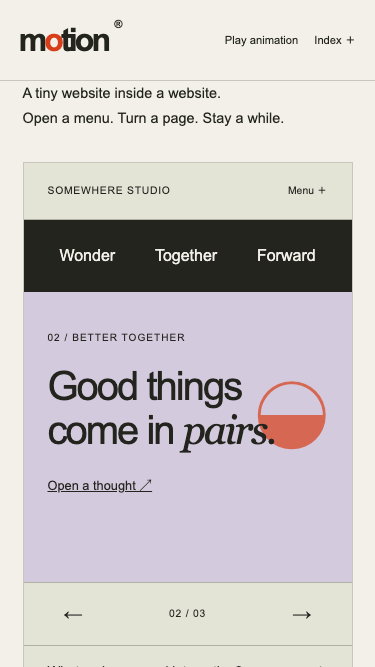 motion®
Play animation
Index +
A tiny website inside a website.
Open a menu. Turn a page. Stay a while.
SOMEWHERE STUDIO
Menu +
Wonder
Together
Forward
02 / BETTER TOGETHER
Good things
come in pairs.
Open a thought ↗
←
02 / 03
→